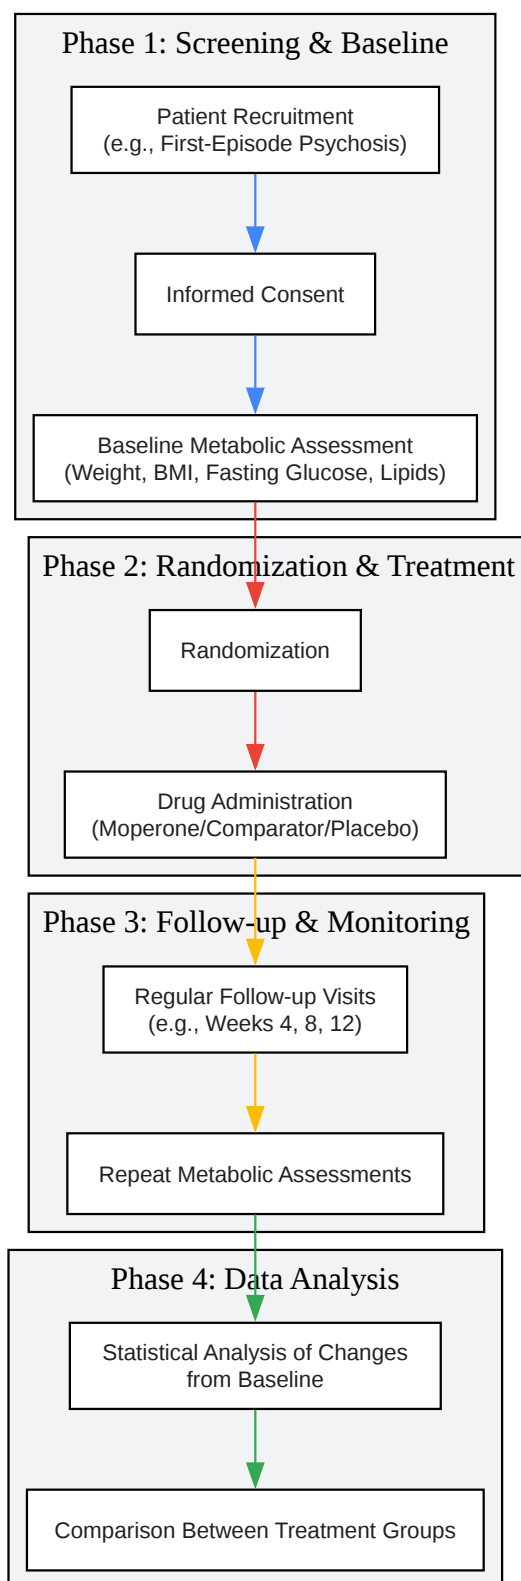 Phase 1: Screening & Baseline
Patient Recruitment
(e.g., First-Episode Psychosis)
Informed Consent
Baseline Metabolic Assessment
(Weight, BMI, Fasting Glucose, Lipids)
Phase 2: Randomization & Treatment
Randomization
Drug Administration
(Moperone/Comparator/Placebo)
Phase 3: Follow-up & Monitoring
Regular Follow-up Visits
(e.g., Weeks 4, 8, 12)
Repeat Metabolic Assessments
Phase 4: Data Analysis
Statistical Analysis of Changes
from Baseline
Comparison Between Treatment Groups